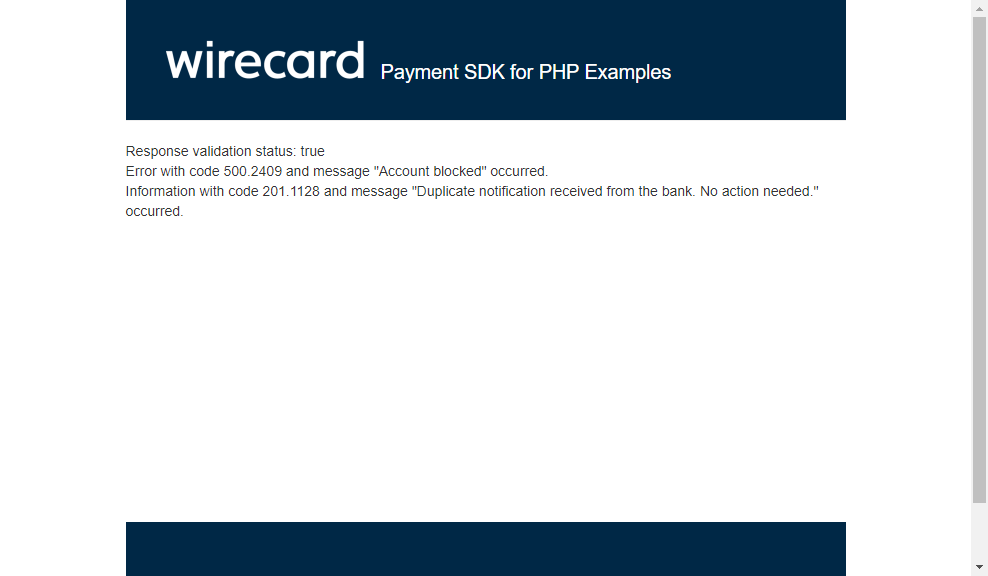 wirecard Payment SDK for PHP Examples
Response validation status: true
Error with code 500.2409 and message "Account blocked" occurred.
Information with code 201.1128 and message "Duplicate notification received from the bank. No action needed."
occurred.